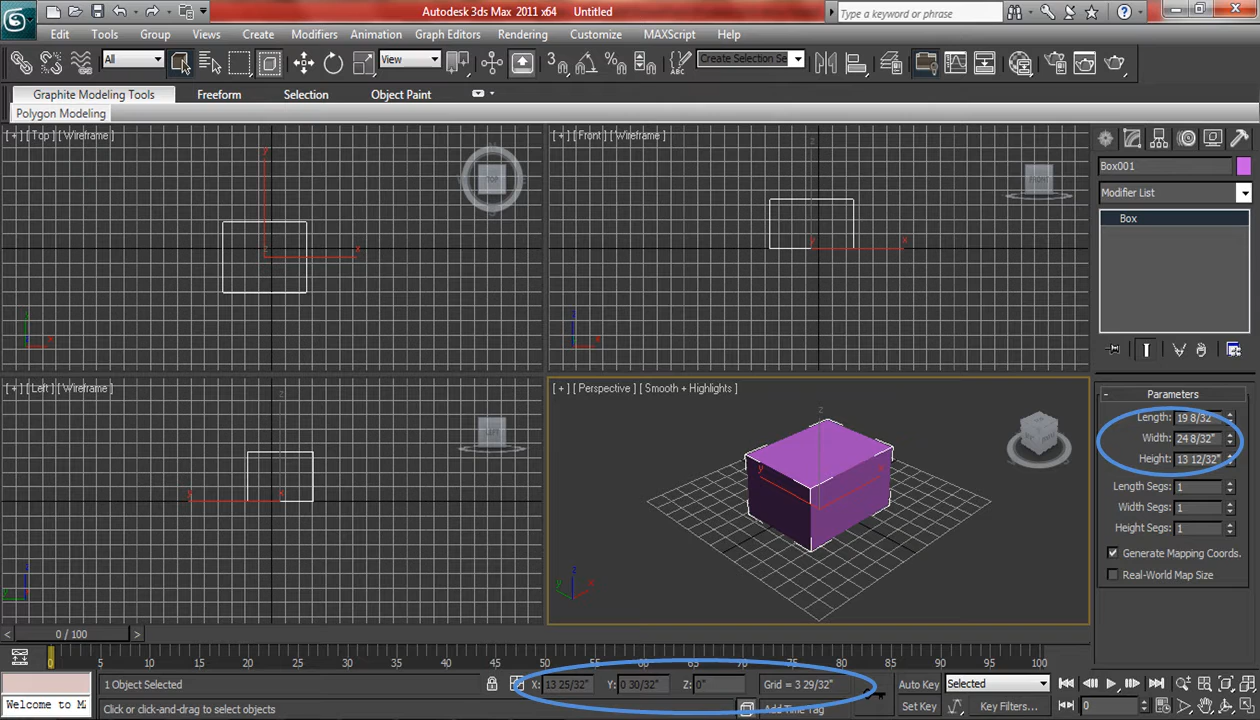 Autodesk 3ds Max 2011 x64 Untitled
Type a keyword or phrase
Edit Tools Group Views Create Modifiers Animation Graph Editors Rendering Customize MAXScript Help
All View 3 Create Selection Se
Graphite Modeling Tools Freeform Selection Object Paint
Polygon Modeling
[ + ] [ Top ] [ Wireframe ]
[ + ] [ Front ] [ Wireframe ]
Box001
TOP
FRONT
Modifier List
y
Box
x
y x
x
x
[ + ] [ Left ] [ Wireframe ]
[ + ] [ Perspective ] [ Smooth + Highlights ]
Parameters
Length: 19 8/32"
LEFT
Width: 24 8/32"
Height: 13 12/32"
Length Segs: 1
Width Segs: 1
Height Segs: 1
Generate Mapping Coords.
Real-World Map Size
z
y x
0 / 100
0 5 10 15 20 25 30 35 40 45 50 55 60 65 70 75 80 85 90 95 100
1 Object Selected X: 13 25/32" Y: 0 30/32" Z: 0" Grid = 3 29/32" Auto Key Selected
Welcome to MA Click or click-and-drag to select objects Add Time Tag Set Key Key Filters... 0